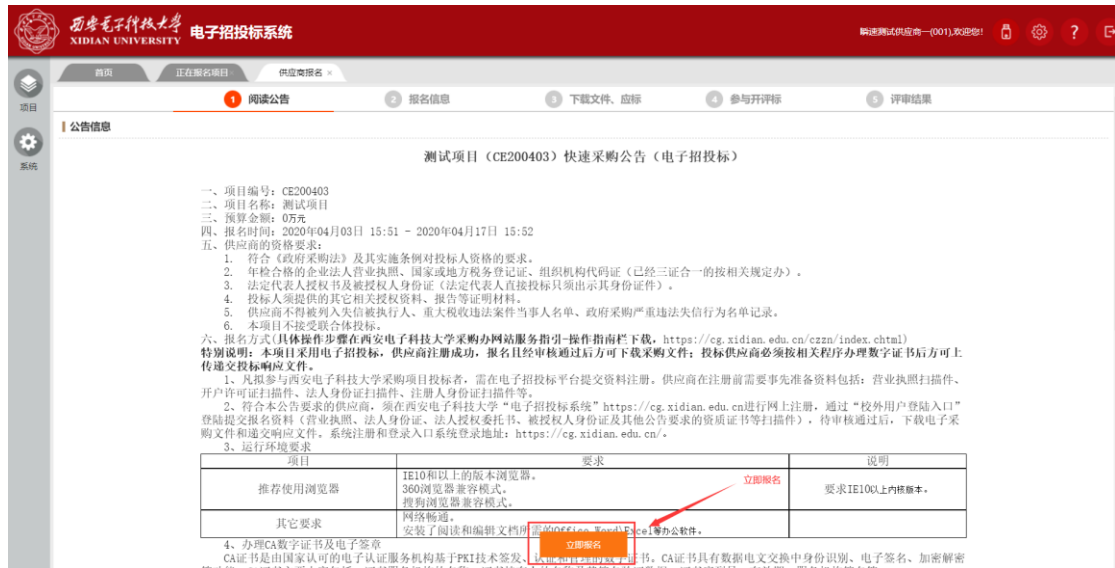 西安电子科技大学
XIDIAN UNIVERSITY
电子招投标系统
瞬速测试供应商一(001),欢迎您!
首页
正在报名项目
供应商报名 ×
项目
系统
1 阅读公告
2 报名信息
3 下载文件、应标
4 参与开评标
5 评审结果
公告信息
测试项目（CE200403）快速采购公告（电子招投标）
一、项目编号：CE200403
二、项目名称：测试项目
三、预算金额：0万元
四、报名时间：2020年04月03日 15:51 - 2020年04月17日 15:52
五、供应商的资格要求：
1. 符合《政府采购法》及其实施条例对投标人资格的要求。
2. 年检合格的企业法人营业执照、国家或地方税务登记证、组织机构代码证（已经三证合一的按相关规定办）。
3. 法定代表人授权书及被授权人身份证（法定代表人直接投标只须出示其身份证件）。
4. 投标人须提供的其它相关授权资料、报告等证明材料。
5. 供应商不得被列入失信被执行人、重大税收违法案件当事人名单、政府采购严重违法失信行为名单记录。
6. 本项目不接受联合体投标。
六、报名方式(具体操作步骤在西安电子科技大学采购办网站服务指引-操作指南栏下载，https://cg.xidian.edu.cn/czzn/index.chtml)
特别说明：本项目采用电子招投标，供应商注册成功，报名且经审核通过后方可下载采购文件；投标供应商必须按相关程序办理数字证书后方可上
传递交投标响应文件。
1、凡拟参与西安电子科技大学采购项目投标者，需在电子招投标平台提交资料注册。供应商在注册前需要事先准备资料包括：营业执照扫描件、
开户许可证扫描件、法人身份证扫描件、注册人身份证扫描件等。
2、符合本公告要求的供应商，须在西安电子科技大学“电子招投标系统”https://cg.xidian.edu.cn进行网上注册，通过“校外用户登陆入口”
登陆提交报名资料（营业执照、法人身份证、法人授权委托书、被授权人身份证及其他公告要求的资质证书等扫描件），待审核通过后，下载电子采
购文件和递交响应文件。系统注册和登录入口系统登录地址：https://cg.xidian.edu.cn/。
3、运行环境要求
项目
要求
说明
推荐使用浏览器
IE10和以上的版本浏览器。
360浏览器兼容模式。
搜狗浏览器兼容模式。
要求IE10以上内核版本。
立即报名
其它要求
网络畅通。
安装了阅读和编辑文档所需的Office Word\Excel等办公软件。
立即报名
4、办理CA数字证书及电子签章
CA证书是由国家认可的电子认证服务机构基于PKI技术签发、认证和管理的数字证书。CA证书具有数据电文交换中身份识别、电子签名、加密解密